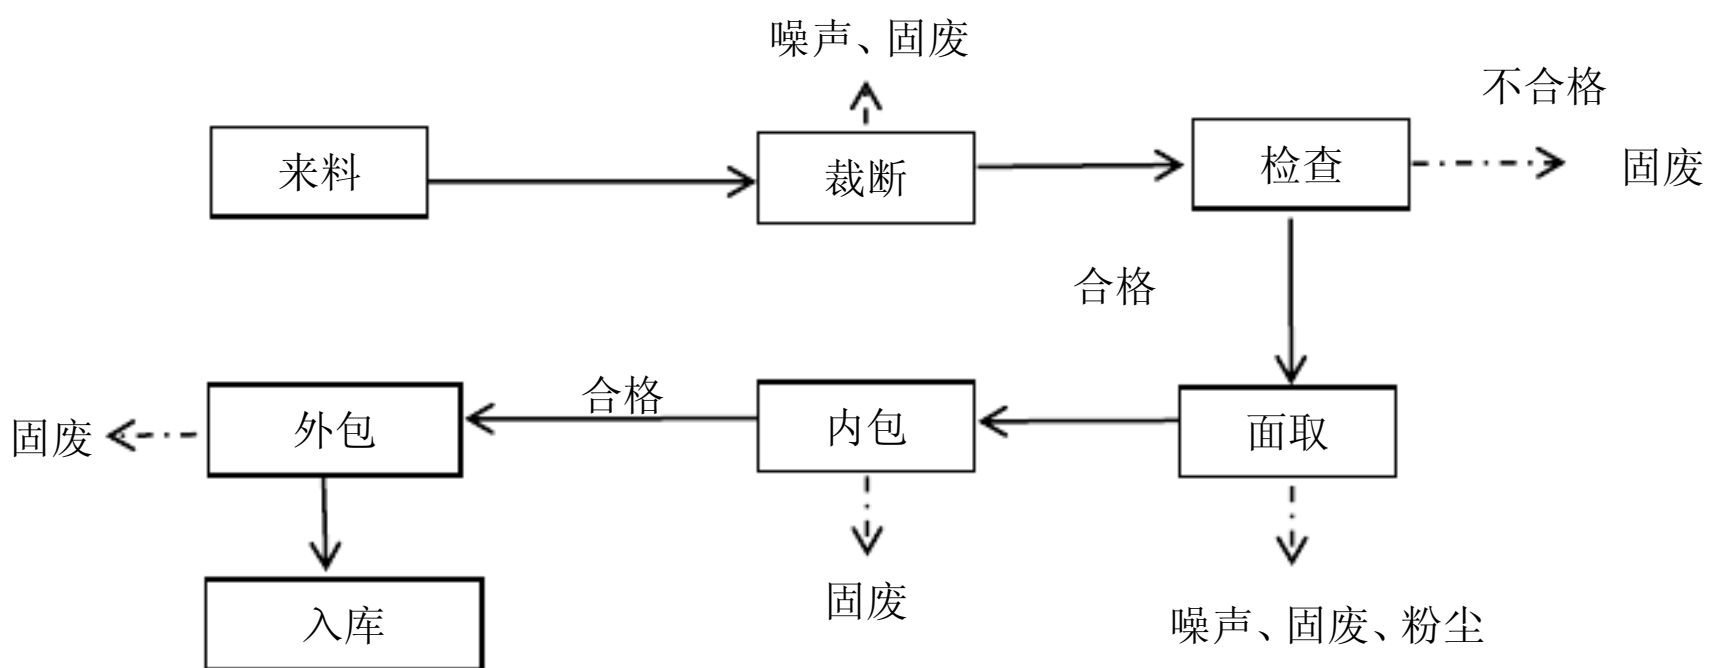 噪声、固废
不合格
来料
裁断
检查
固废
合格
固废
外包
合格
内包
面取
固废
入库
噪声、固废、粉尘